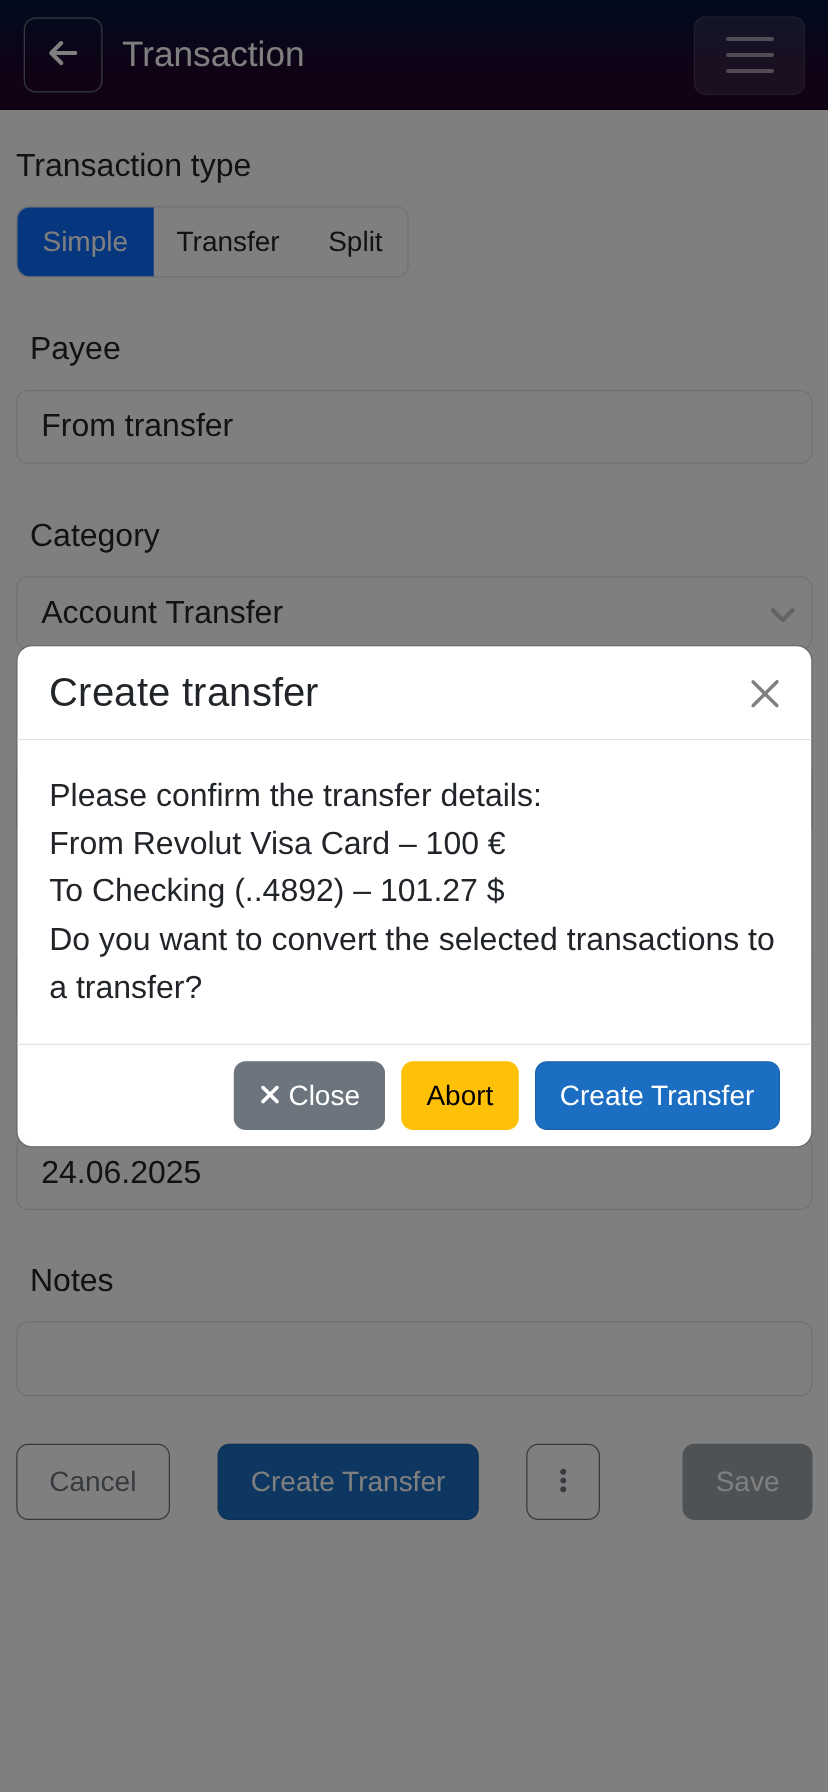 Transaction
Transaction type
Simple Transfer Split
Payee
From transfer
Category
Account Transfer
Create transfer
Please confirm the transfer details:
From Revolut Visa Card – 100 €
To Checking (..4892) – 101.27 $
Do you want to convert the selected transactions to
a transfer?
Close Abort Create Transfer
24.06.2025
Notes
Cancel Create Transfer Save